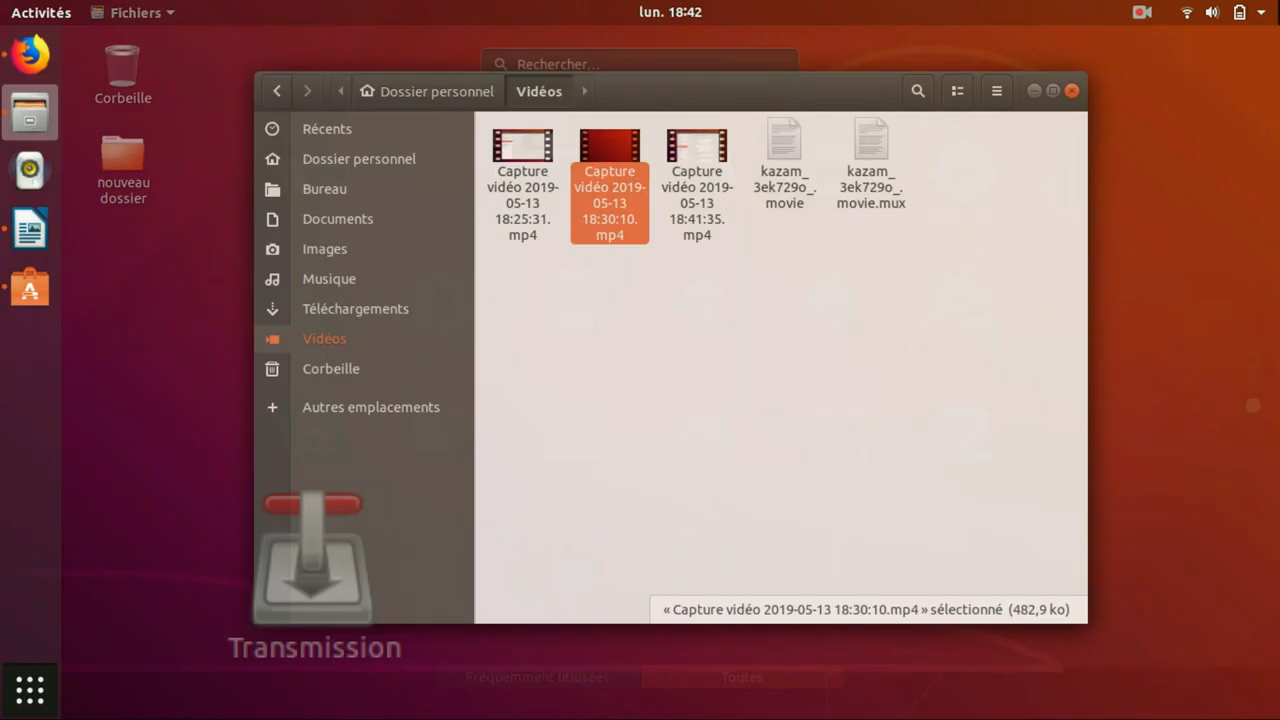 Activités
Fichiers
lun. 18:42
Corbeille
nouveau
dossier
Rechercher…
Dossier personnel
Vidéos
Récents
Dossier personnel
Bureau
Documents
Images
Musique
Téléchargements
Vidéos
Corbeille
Autres emplacements
Capture
vidéo 2019-
05-13
18:25:31.
mp4
Capture
vidéo 2019-
05-13
18:30:10.
mp4
Capture
vidéo 2019-
05-13
18:41:35.
mp4
kazam_
3ek729o_.
movie
kazam_
3ek729o_.
movie.mux
« Capture vidéo 2019-05-13 18:30:10.mp4 » sélectionné (482,9 ko)
Transmission
Fréquemment utilisées
Toutes